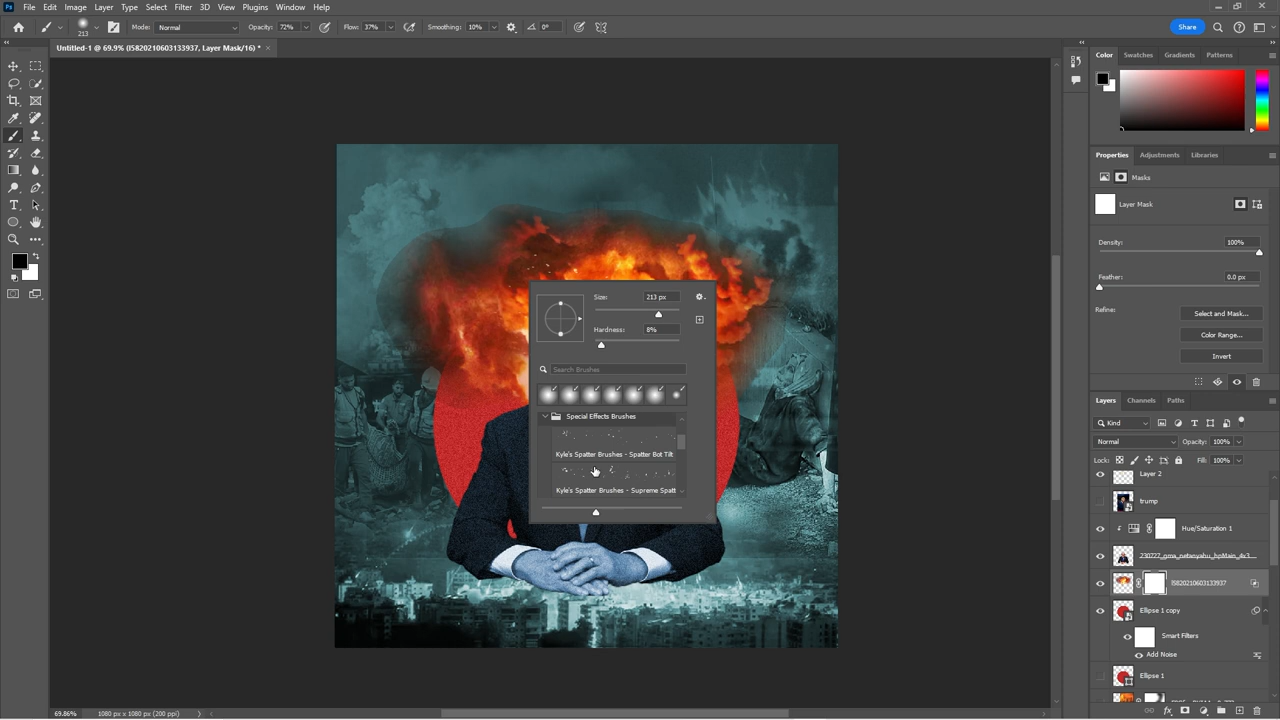 Ps File Edit Image Layer Type Select Filter 3D View Plugins Window Help
213 Mode: Normal Opacity: 72% Flow: 37% Smoothing: 10% 0° Share
Untitled-1 @ 69.9% (I5820210603133937, Layer Mask/16) * ×
Color Swatches Gradients Patterns
Properties Adjustments Libraries
Masks
Layer Mask
Density: 100%
Feather: 0.0 px
Refine: Select and Mask...
Color Range...
Invert
Size: 213 px
Hardness: 8%
Search Brushes
Special Effects Brushes
Kyle's Spatter Brushes - Spatter Bot Tilt
Kyle's Spatter Brushes - Supreme Spatt
Layers Channels Paths
Kind
Normal Opacity: 100%
Lock: Fill: 100%
Layer 2
trump
Hue/Saturation 1
230727_gma_netanyahu_hpMain_4x3...
I5820210603133937
Ellipse 1 copy
Smart Filters
Add Noise
Ellipse 1
69.86% 1080 px x 1080 px (200 ppi)